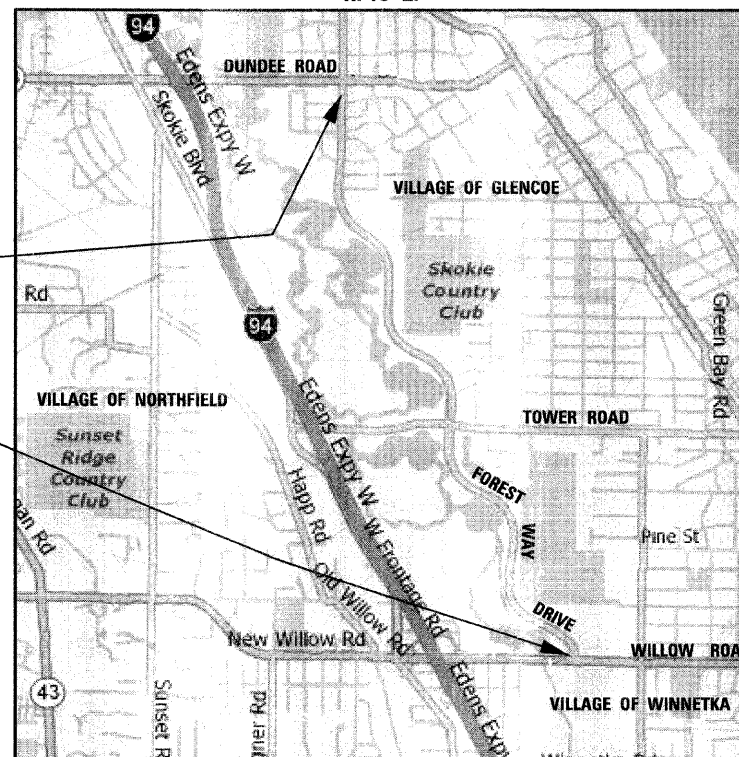 94
Edens Expy W
DUNDEE ROAD
Skokie Blvd
VILLAGE OF GLENCOE
Skokie
Country
Club
Rd
94
Green Bay Rd
VILLAGE OF NORTHFIELD
Edens Expy W
TOWER ROAD
Sunset
Ridge
Country
Club
Happ Rd
FOREST
WAY
Pine St
W Frontage Rd
Old Willow Rd
DRIVE
New Willow Rd
WILLOW ROA
43
VILLAGE OF WINNETKA
Sunset R
Edens Expy